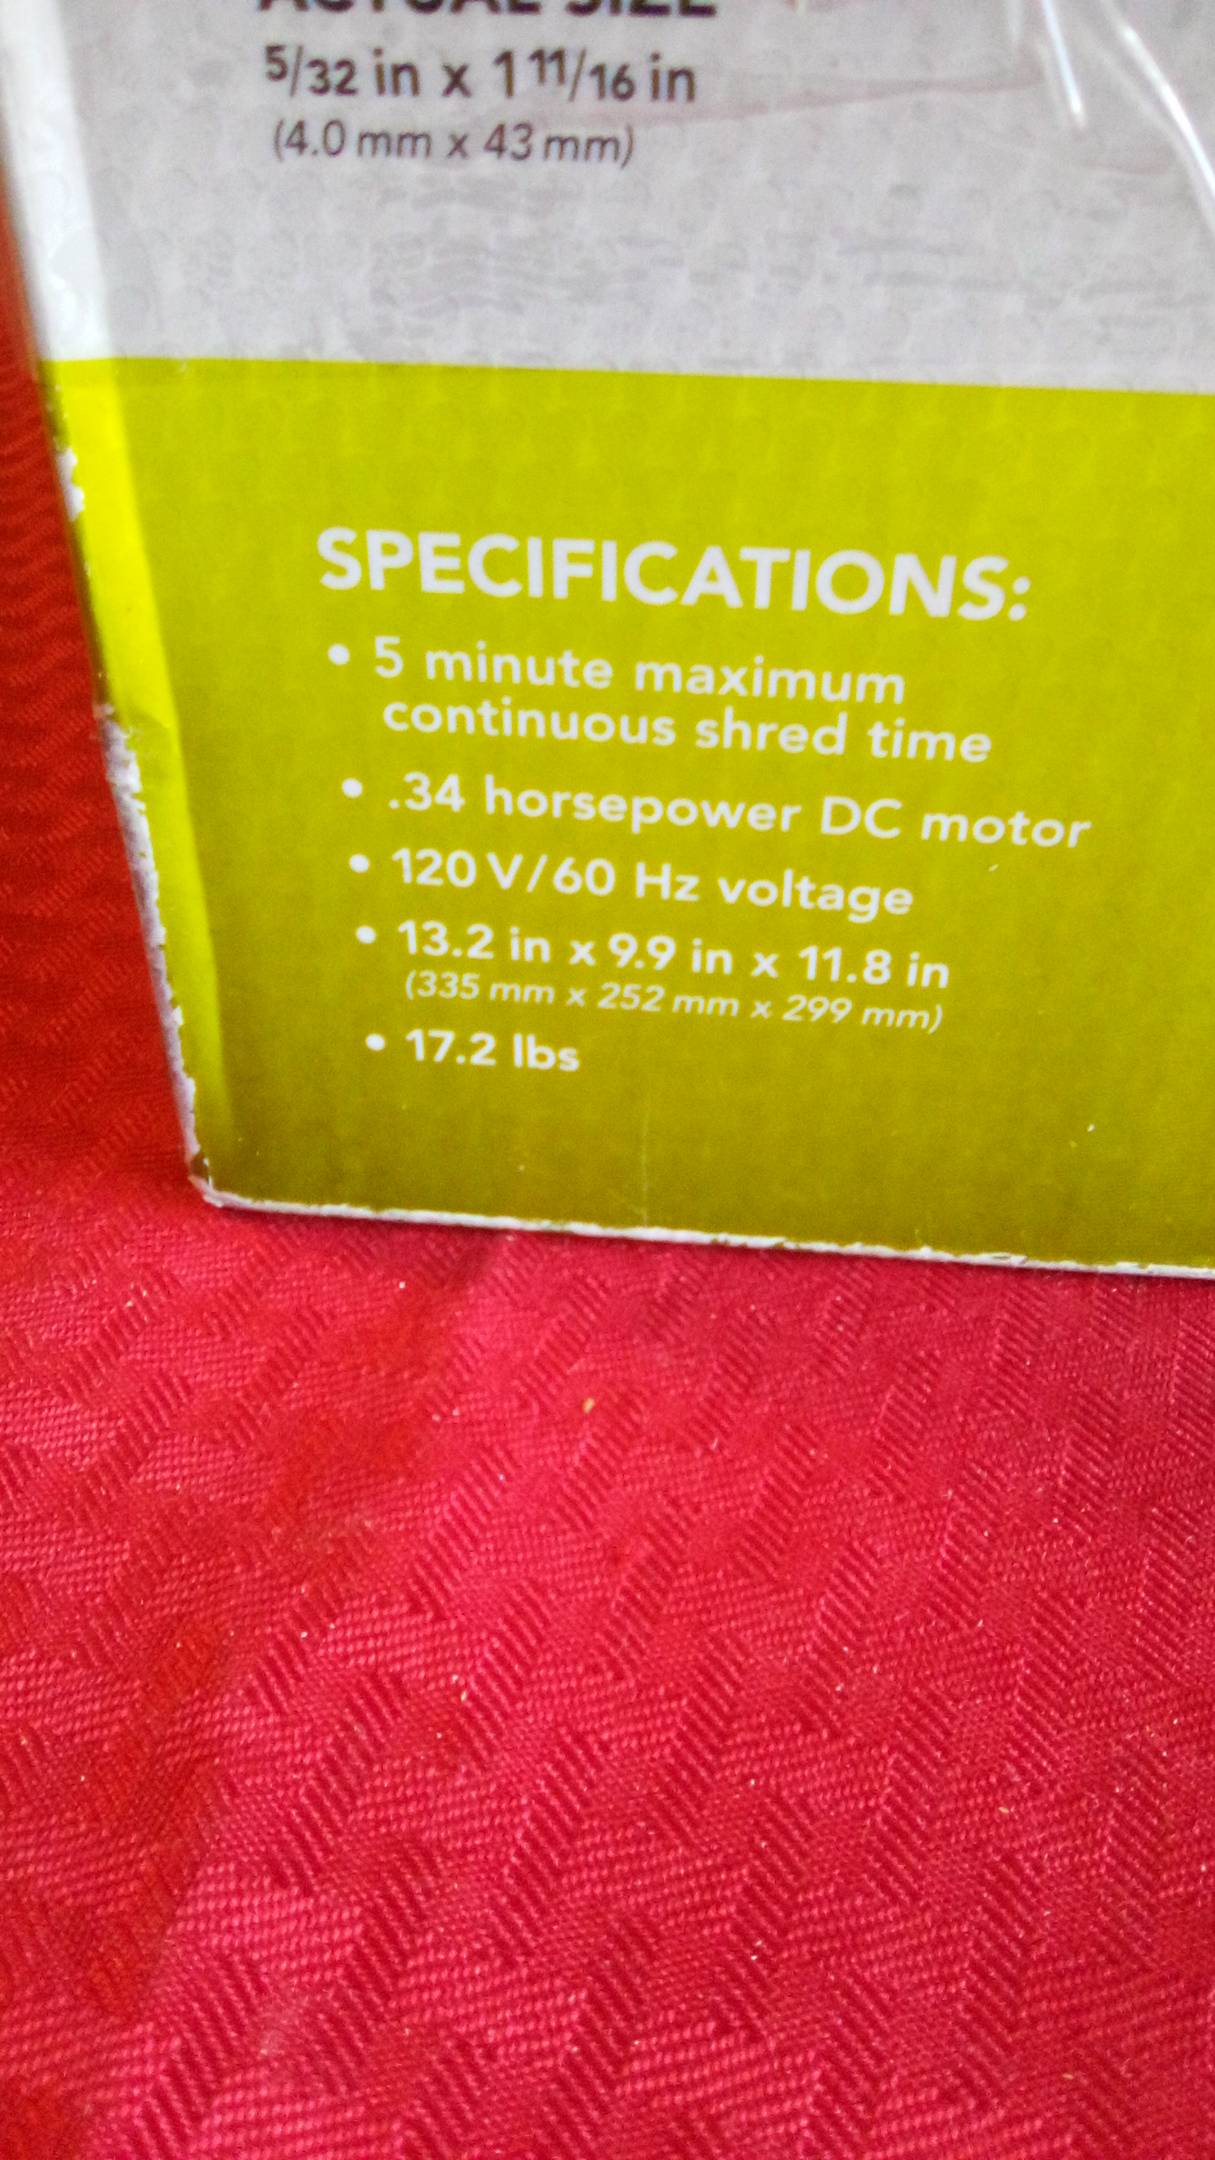 ACTUAL SIZE
5/32 in x 1 11/16 in
(4.0 mm x 43 mm)
SPECIFICATIONS:
• 5 minute maximum
continuous shred time
• .34 horsepower DC motor
• 120 V/60 Hz voltage
• 13.2 in x 9.9 in x 11.8 in
(335 mm x 252 mm x 299 mm)
• 17.2 lbs